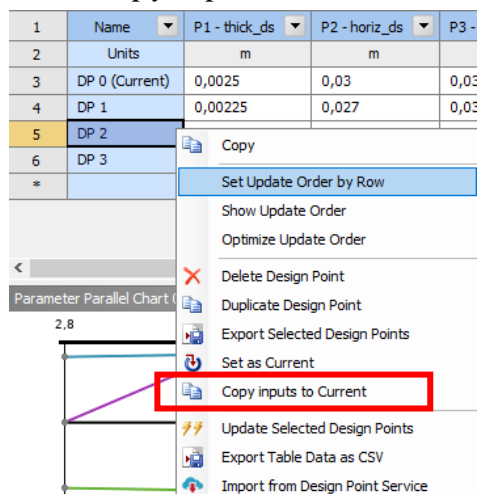 1 Name P1 - thick_ds P2 - horiz_ds P3 -
2 Units m m
3 DP 0 (Current) 0,0025 0,03 0,03
4 DP 1 0,00225 0,027 0,03
5 DP 2
6 DP 3
*
Copy
Set Update Order by Row
Show Update Order
Optimize Update Order
Delete Design Point
Duplicate Design Point
Export Selected Design Points
Set as Current
Copy inputs to Current
Update Selected Design Points
Export Table Data as CSV
Import from Design Point Service
Parameter Parallel Chart
2,8